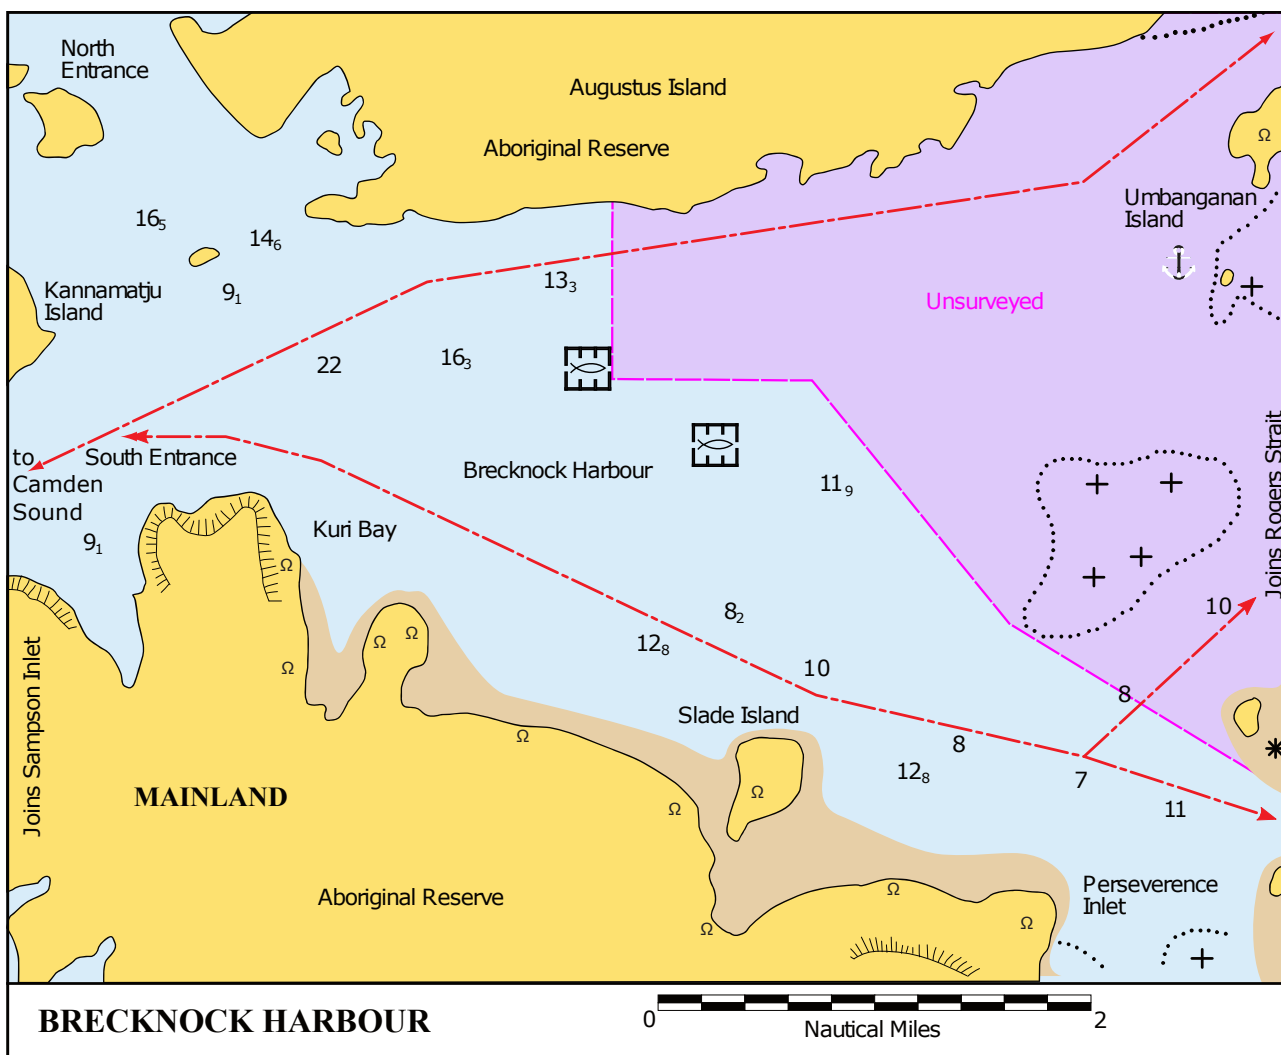 North
Entrance
Augustus Island
Aboriginal Reserve
Umbanganan
Island
16₅
14₆
Kannamatju
Island
9₁
13₃
Unsurveyed
22
16₃
to
Camden
Sound
South Entrance
Brecknock Harbour
11₉
Joins Rogers Strait
9₁
Kuri Bay
8₂
12₈
10
10
8
Slade Island
8
12₈
7
11
Joins Sampson Inlet
MAINLAND
Aboriginal Reserve
Perseverence
Inlet
BRECKNOCK HARBOUR
0
2
Nautical Miles